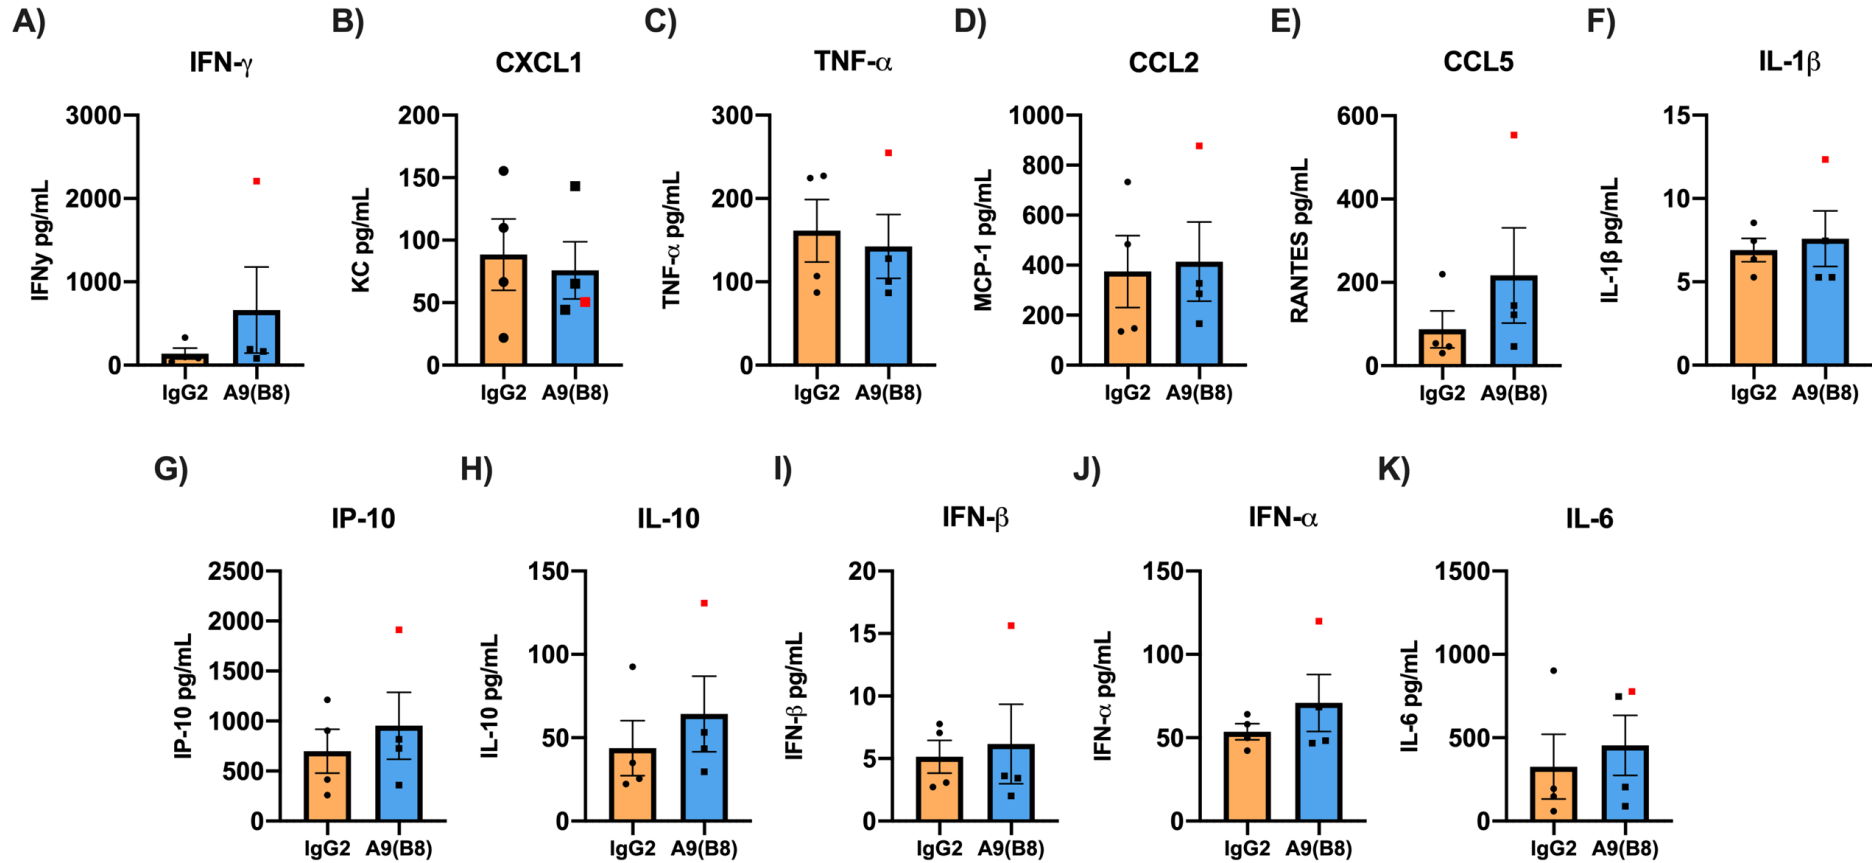 A)
IFN-γ
3000
2000
1000
0
IFNy pg/mL
IgG2 A9(B8)
B)
CXCL1
200
150
100
50
0
KC pg/mL
IgG2 A9(B8)
C)
TNF-α
300
200
100
0
TNF-α pg/mL
IgG2 A9(B8)
D)
CCL2
1000
800
600
400
200
0
MCP-1 pg/mL
IgG2 A9(B8)
E)
CCL5
600
400
200
0
RANTES pg/mL
IgG2 A9(B8)
F)
IL-1β
15
10
5
0
IL-1β pg/mL
IgG2 A9(B8)
G)
IP-10
2500
2000
1500
1000
500
0
IP-10 pg/mL
IgG2 A9(B8)
H)
IL-10
150
100
50
0
IL-10 pg/mL
IgG2 A9(B8)
I)
IFN-β
20
15
10
5
0
IFN-β pg/mL
IgG2 A9(B8)
J)
IFN-α
150
100
50
0
IFN-α pg/mL
IgG2 A9(B8)
K)
IL-6
1500
1000
500
0
IL-6 pg/mL
IgG2 A9(B8)